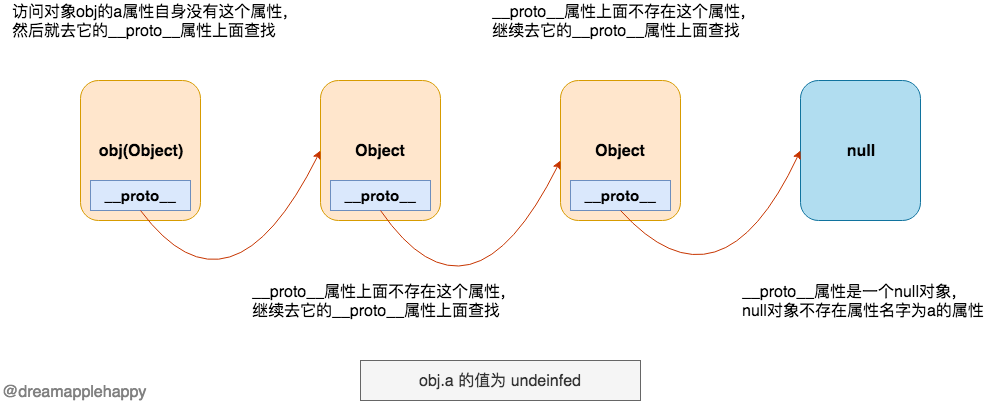 访问对象obj的a属性自身没有这个属性,
然后就去它的__proto__属性上面查找
__proto__属性上面不存在这个属性,
继续去它的__proto__属性上面查找
obj(Object)
__proto__
Object
__proto__
Object
__proto__
null
__proto__属性上面不存在这个属性,
继续去它的__proto__属性上面查找
__proto__属性是一个null对象,
null对象不存在属性名字为a的属性
obj.a 的值为 undeinfed
@dreamapplehappy